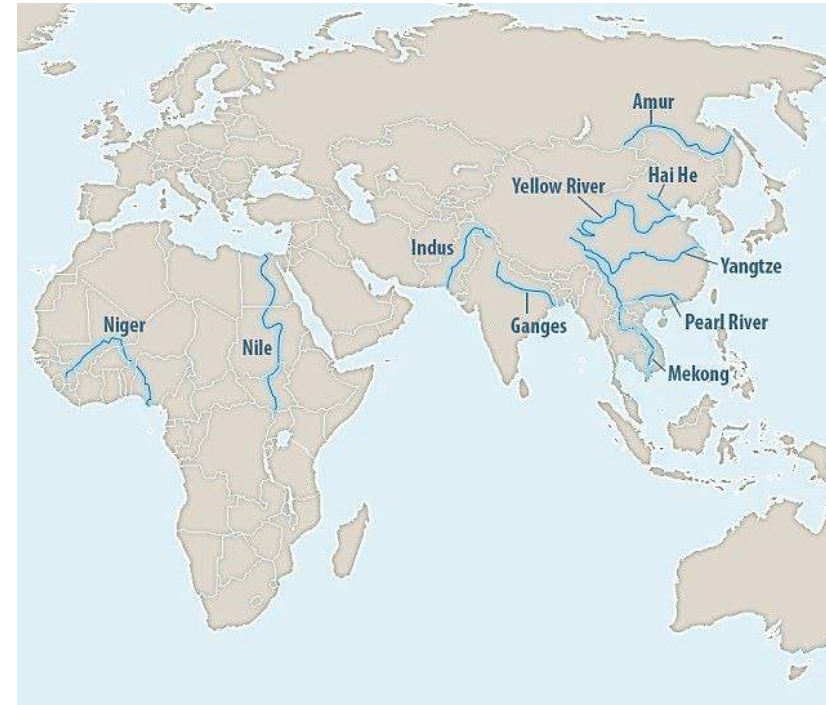 Amur
Hai He
Yellow River
Indus
Yangtze
Ganges
Pearl River
Niger
Nile
Mekong